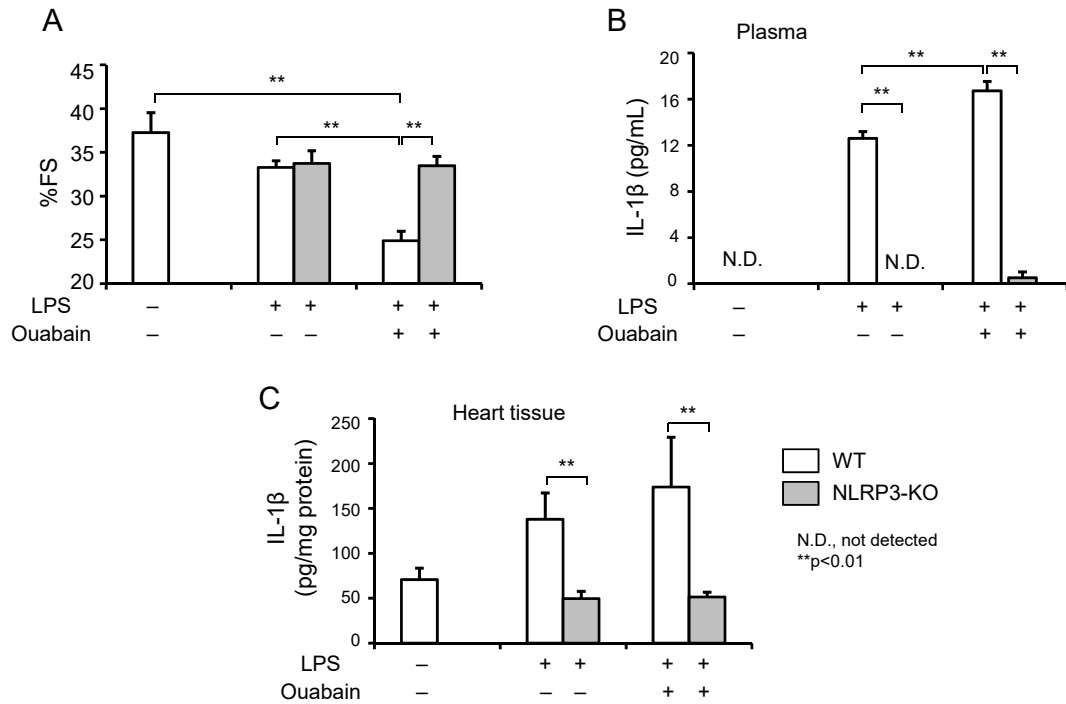 A
**
**
**
45
40
35
30
25
20
%FS
LPS – + + + +
Ouabain – – – + +
B
Plasma
**
**
**
20
16
12
8
4
0
IL-1β (pg/mL)
N.D.
N.D.
LPS – + + + +
Ouabain – – – + +
C
Heart tissue
**
**
250
200
150
100
50
0
IL-1β
(pg/mg protein)
LPS – + + + +
Ouabain – – – + +
WT
NLRP3-KO
N.D., not detected
**p<0.01